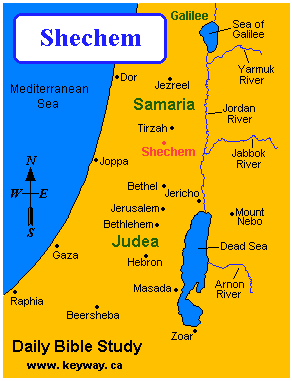 Shechem
Galilee
Sea of
Galilee
Dor
Jezreel
Yarmuk
River
Mediterranean
Sea
Samaria
Jordan
River
Tirzah
Shechem
Joppa
Jabbok
River
N
W E
S
Bethel
Jericho
Jerusalem
Mount
Nebo
Bethlehem
Judea
Dead Sea
Gaza
Hebron
Arnon
River
Masada
Raphia
Beersheba
Zoar
Daily Bible Study
www.keyway.ca